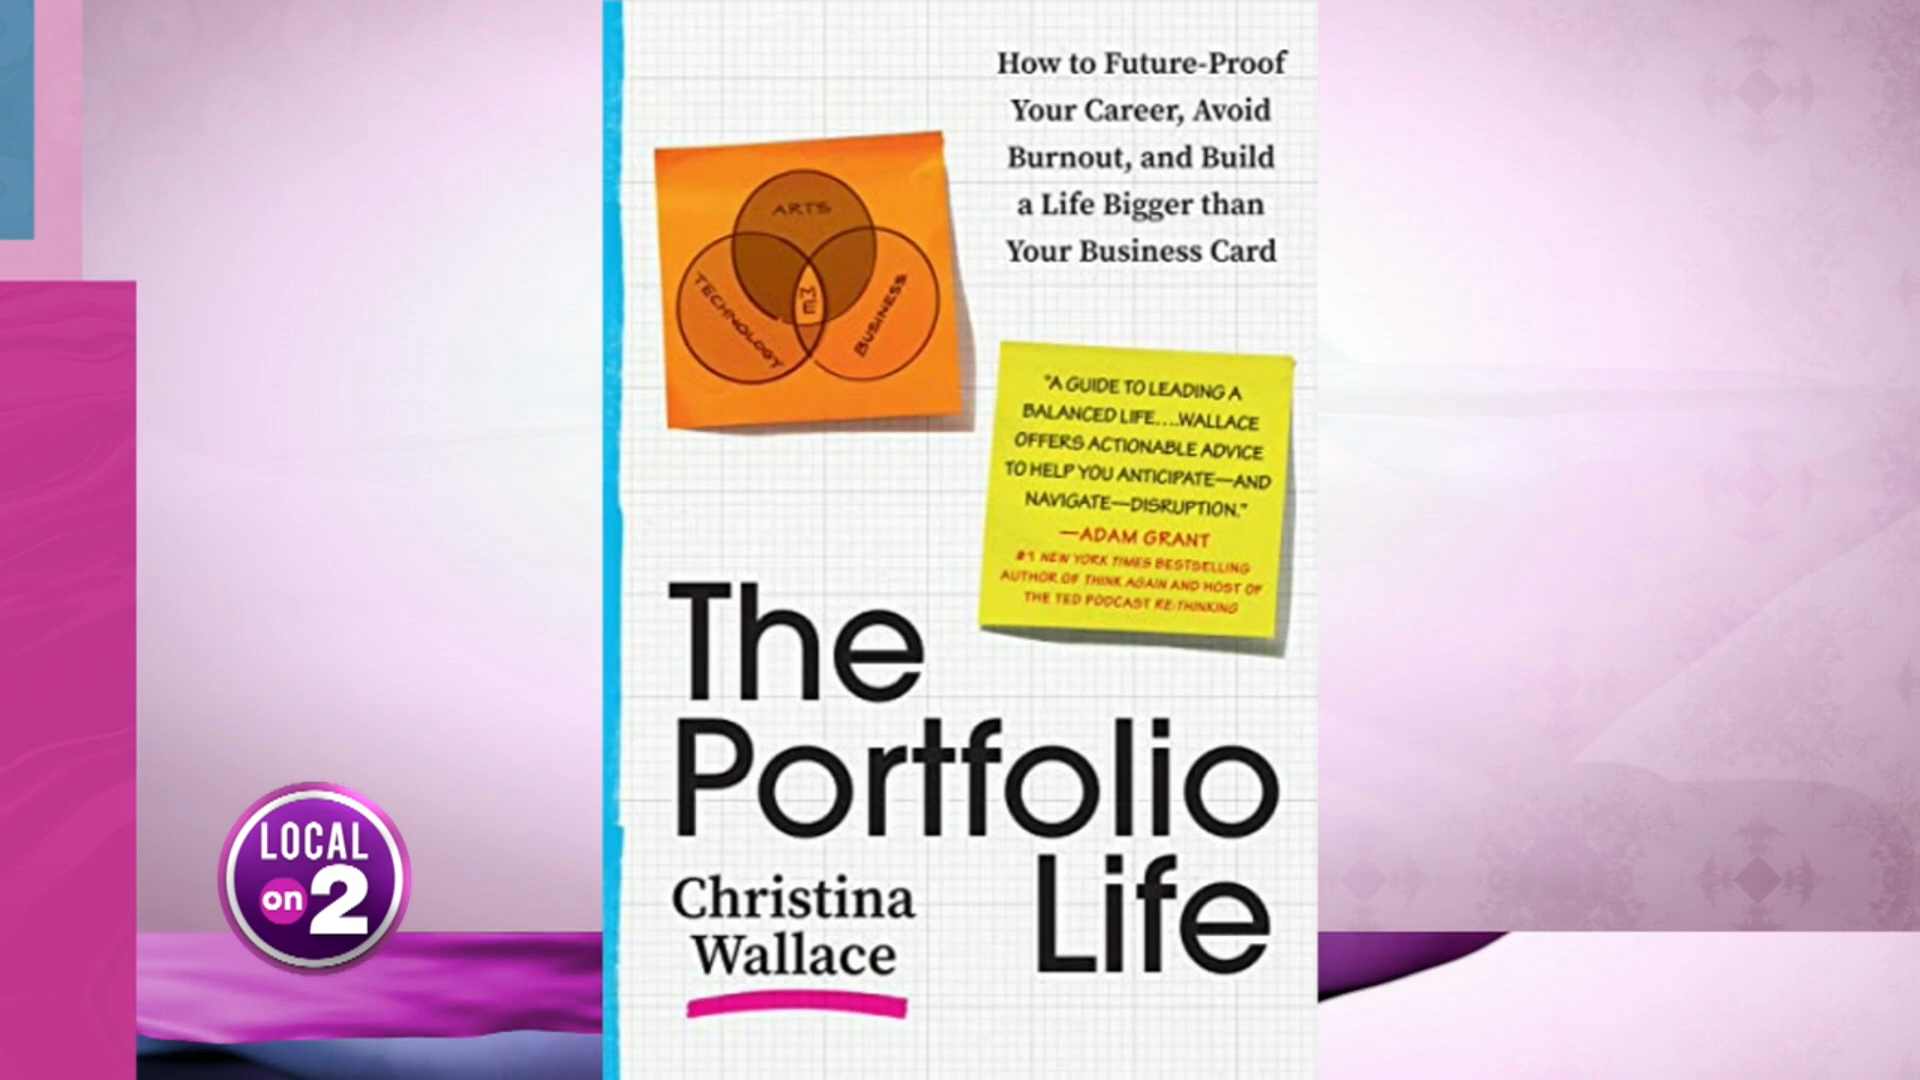 How to Future-Proof
Your Career, Avoid
Burnout, and Build
a Life Bigger than
Your Business Card
ARTS
TECHNOLOGY
ME
BUSINESS
"A GUIDE TO LEADING A
BALANCED LIFE....WALLACE
OFFERS ACTIONABLE ADVICE
TO HELP YOU ANTICIPATE—AND
NAVIGATE—DISRUPTION."
—ADAM GRANT
#1 NEW YORK TIMES BESTSELLING
AUTHOR OF THINK AGAIN AND HOST OF
THE TED PODCAST RE:THINKING
The
Portfolio
Life
Christina
Wallace
LOCAL
on 2